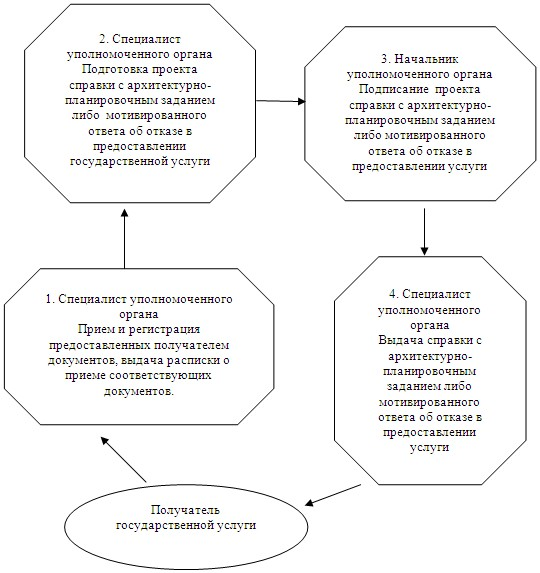 2. Специалист
уполномоченного органа
Подготовка проекта
справки с архитектурно-
планировочным заданием
либо мотивированного
ответа об отказе в
предоставлении
государственной услуги
3. Начальник
уполномоченного органа
Подписание проекта
справки с архитектурно-
планировочным заданием
либо мотивированного
ответа об отказе в
предоставлении услуги
1. Специалист уполномоченного
органа
Прием и регистрация
предоставленных получателем
документов, выдача расписки о
приеме соответствующих
документов.
4. Специалист
уполномоченного
органа
Выдача справки с
архитектурно-
планировочным
заданием либо
мотивированного
ответа об отказе в
предоставлении
услуги
Получатель
государственной услуги